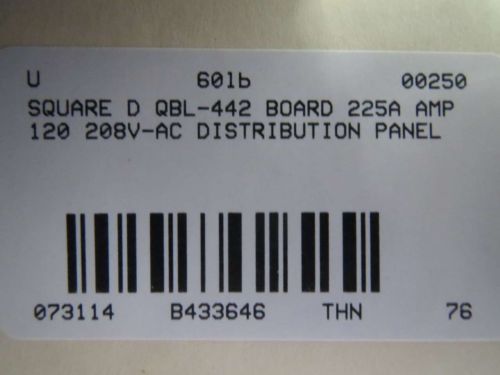 U 601b 00250
SQUARE D QBL-442 BOARD 225A AMP
120 208V-AC DISTRIBUTION PANEL
073114 B433646 THN 76